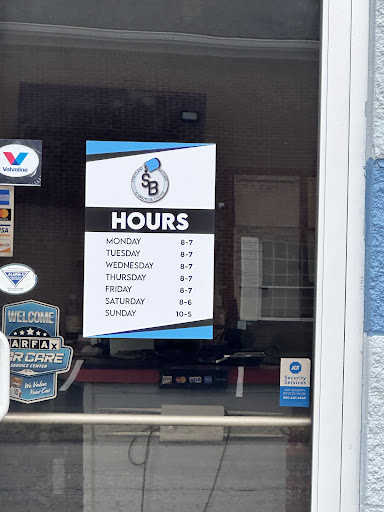 Valvoline
VISA
SB
HOURS
MONDAY 8-7
TUESDAY 8-7
WEDNESDAY 8-7
THURSDAY 8-7
FRIDAY 8-7
SATURDAY 8-6
SUNDAY 10-5
WELCOME
CARFAX
CAR CARE
SERVICE CENTER
We Value
Your Car
ADT
Security
Services